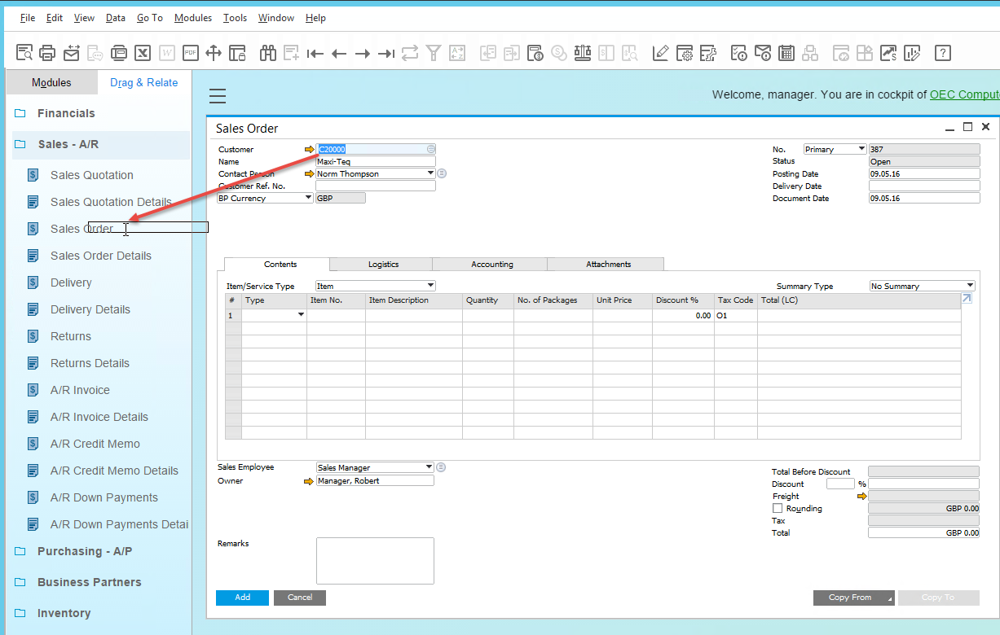 File Edit View Data Go To Modules Tools Window Help
Modules Drag & Relate
Welcome, manager. You are in cockpit of OEC Comput
Financials
Sales - A/R
Sales Quotation
Sales Quotation Details
Sales Order
Sales Order Details
Delivery
Delivery Details
Returns
Returns Details
A/R Invoice
A/R Invoice Details
A/R Credit Memo
A/R Credit Memo Details
A/R Down Payments
A/R Down Payments Detai
Purchasing - A/P
Business Partners
Inventory
Sales Order
Customer C20000
Name Maxi-Teq
Contact Person Norm Thompson
Customer Ref. No.
BP Currency GBP
No. Primary 387
Status Open
Posting Date 09.05.16
Delivery Date
Document Date 09.05.16
Contents Logistics Accounting Attachments
Item/Service Type Item Summary Type No Summary
# Type Item No. Item Description Quantity No. of Packages Unit Price Discount % Tax Code Total (LC)
1 0.00 O1
Sales Employee Sales Manager
Owner Manager, Robert
Total Before Discount
Discount %
Freight
Rounding GBP 0.00
Tax
Total GBP 0.00
Remarks
Add Cancel Copy From Copy To